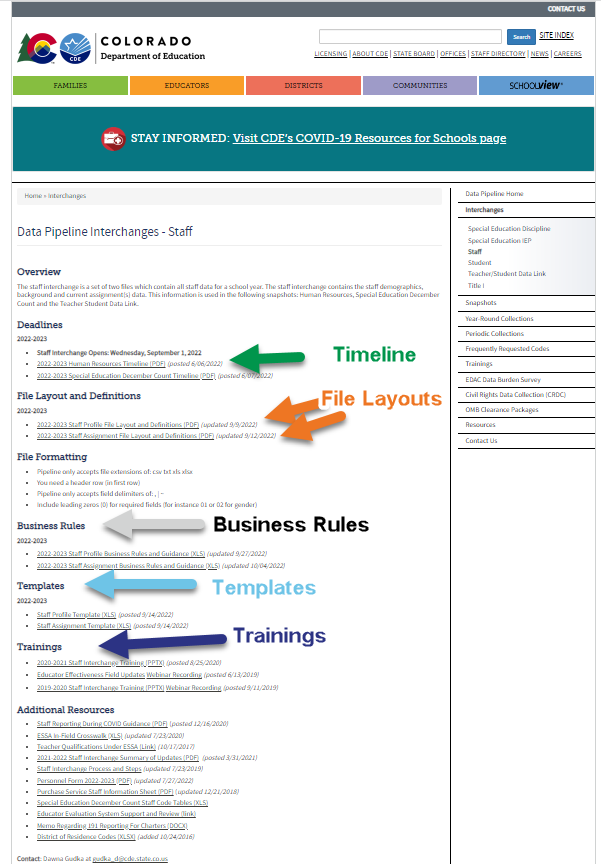 CONTACT US
COLORADO
Department of Education
CDE
Search
SITE INDEX
LICENSING | ABOUT CDE | STATE BOARD | OFFICES | STAFF DIRECTORY | NEWS | CAREERS
FAMILIES
EDUCATORS
DISTRICTS
COMMUNITIES
SCHOOLVIEW
STAY INFORMED: Visit CDE's COVID-19 Resources for Schools page
Home » Interchanges
Data Pipeline Interchanges - Staff
Overview
The staff interchange is a set of two files which contain all staff data for a school year. The staff interchange contains the staff demographics,
background and current assignment(s) data. This information is used in the following snapshots: Human Resources, Special Education December
Count and the Teacher Student Data Link.
Deadlines
2022-2023
Staff Interchange Opens: Wednesday, September 1, 2022
2022-2023 Human Resources Timeline (PDF) (posted 6/06/2022)
2022-2023 Special Education December Count Timeline (PDF) (posted 6/07/2022)
Timeline
File Layout and Definitions
2022-2023
2022-2023 Staff Profile File Layout and Definitions (PDF) (updated 9/9/2022)
2022-2023 Staff Assignment File Layout and Definitions (PDF) (updated 9/12/2022)
File Layouts
File Formatting
Pipeline only accepts file extensions of: csv txt xls xlsx
You need a header row (in first row)
Pipeline only accepts field delimiters of: , | ~
Include leading zeros (0) for required fields (for instance 01 or 02 for gender)
Business Rules
Business Rules
2022-2023
2022-2023 Staff Profile Business Rules and Guidance (XLS) (updated 9/27/2022)
2022-2023 Staff Assignment Business Rules and Guidance (XLS) (updated 10/04/2022)
Templates
Templates
2022-2023
Staff Profile Template (XLS) (posted 9/14/2022)
Staff Assignment Template (XLS) (posted 9/14/2022)
Trainings
Trainings
2020-2021 Staff Interchange Training (PPTX) (posted 8/25/2020)
Educator Effectiveness Field Updates Webinar Recording (posted 6/13/2019)
2019-2020 Staff Interchange Training (PPTX) Webinar Recording (posted 9/11/2019)
Additional Resources
Staff Reporting During COVID Guidance (PDF) (posted 12/16/2020)
ESSA In-Field Crosswalk (XLS) (updated 7/23/2020)
Teacher Qualifications Under ESSA (Link) (10/17/2017)
2021-2022 Staff Interchange Summary of Updates (PDF) (posted 3/31/2021)
Staff Interchange Process and Steps (updated 7/23/2019)
Personnel Form 2022-2023 (PDF) (updated 7/27/2022)
Purchase Service Staff Information Sheet (PDF) (updated 12/21/2018)
Special Education December Count Staff Code Tables (XLS)
Educator Evaluation System Support and Review (link)
Memo Regarding 191 Reporting For Charters (DOCX)
District of Residence Codes (XLSX) (added 10/24/2016)
Contact: Dawna Gudka at gudka_d@cde.state.co.us
Data Pipeline Home
Interchanges
Special Education Discipline
Special Education IEP
Staff
Student
Teacher/Student Data Link
Title I
Snapshots
Year-Round Collections
Periodic Collections
Frequently Requested Codes
Trainings
EDAC Data Burden Survey
Civil Rights Data Collection (CRDC)
OMB Clearance Packages
Resources
Contact Us